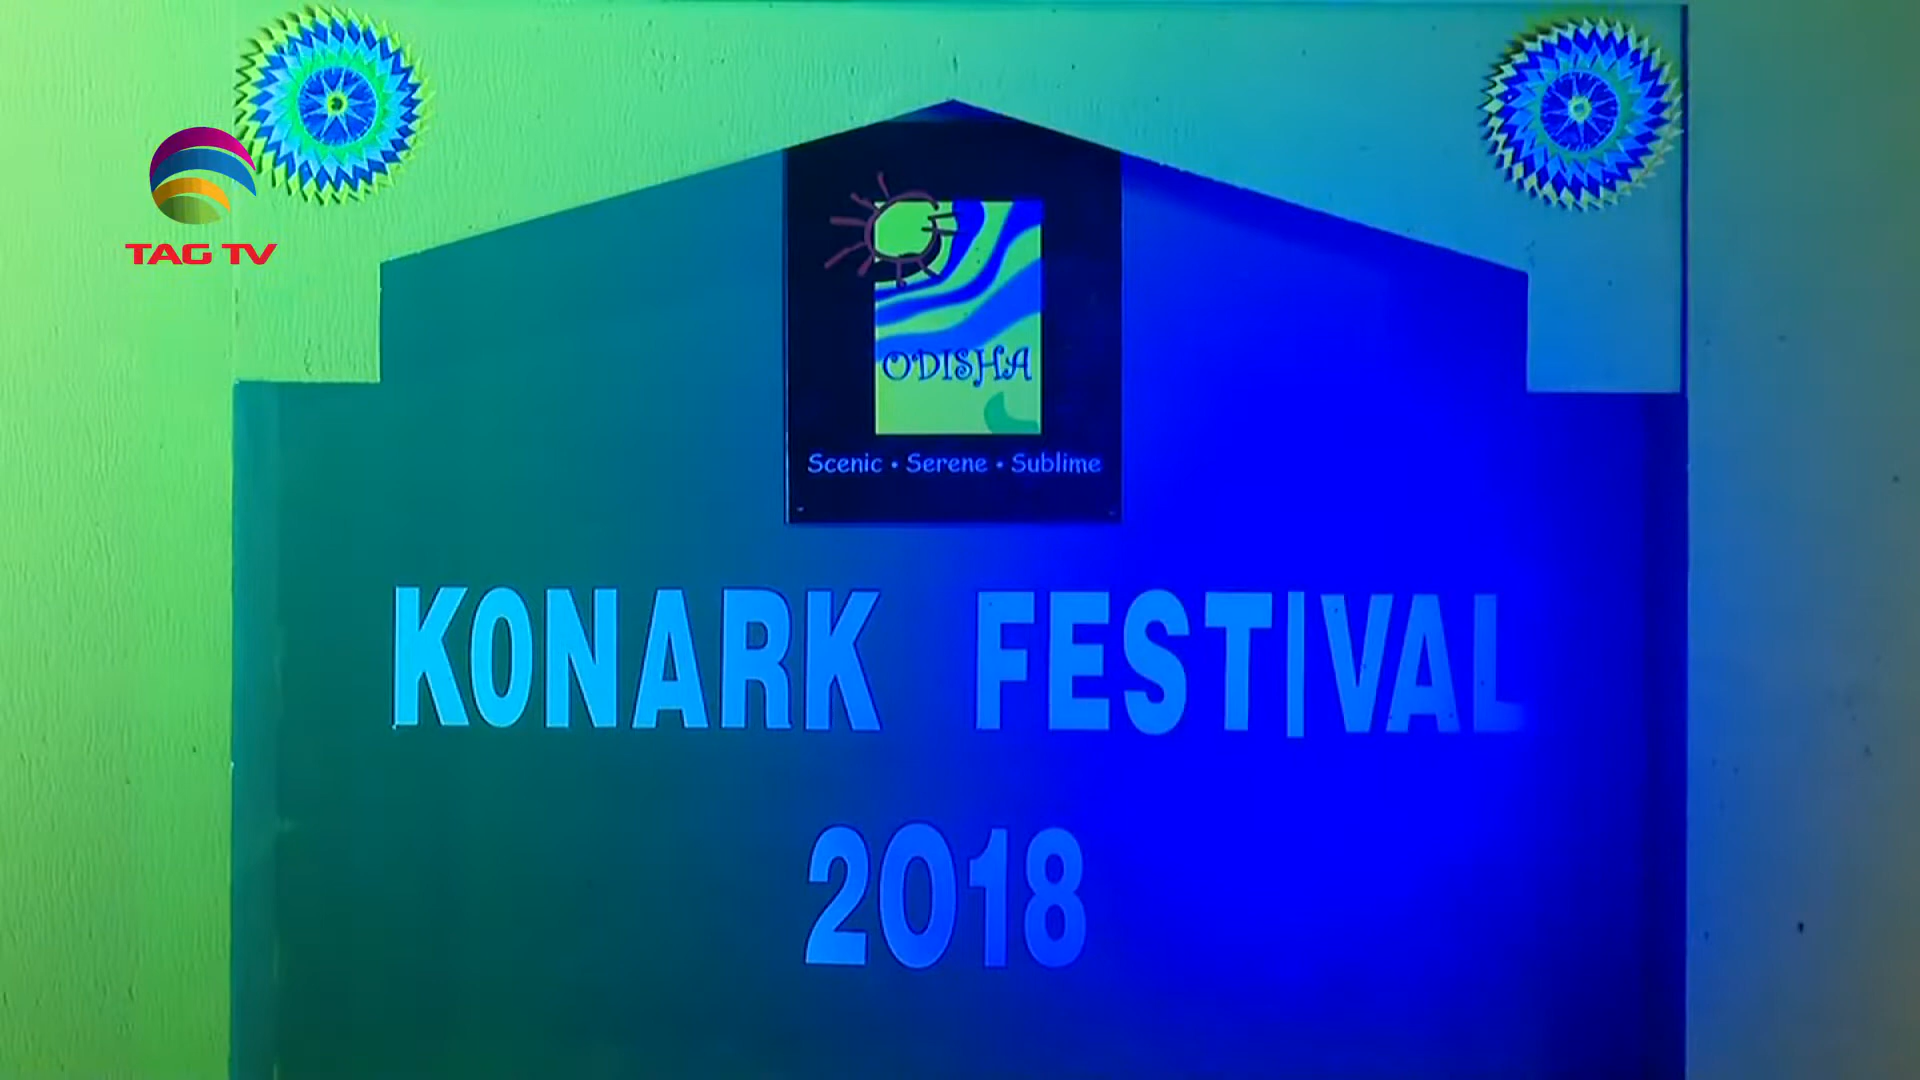 TAG TV
ODISHA
Scenic • Serene • Sublime
KONARK FESTIVAL
2018